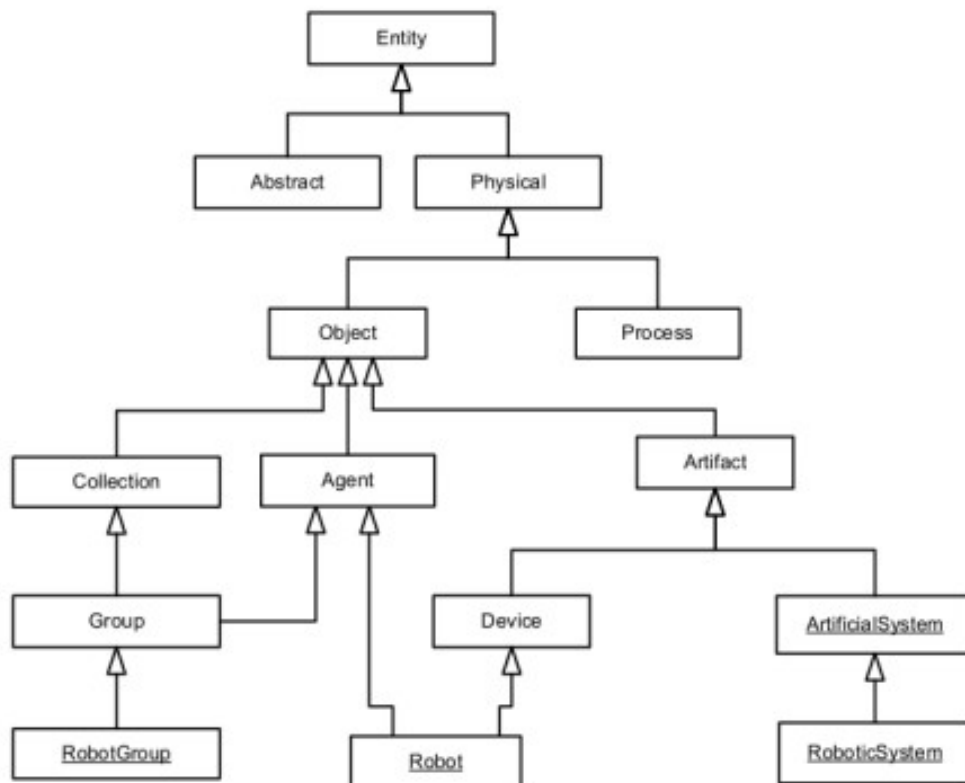 Entity
Abstract
Physical
Object
Process
Collection
Agent
Artifact
Group
Device
ArtificialSystem
RobotGroup
Robot
RoboticSystem